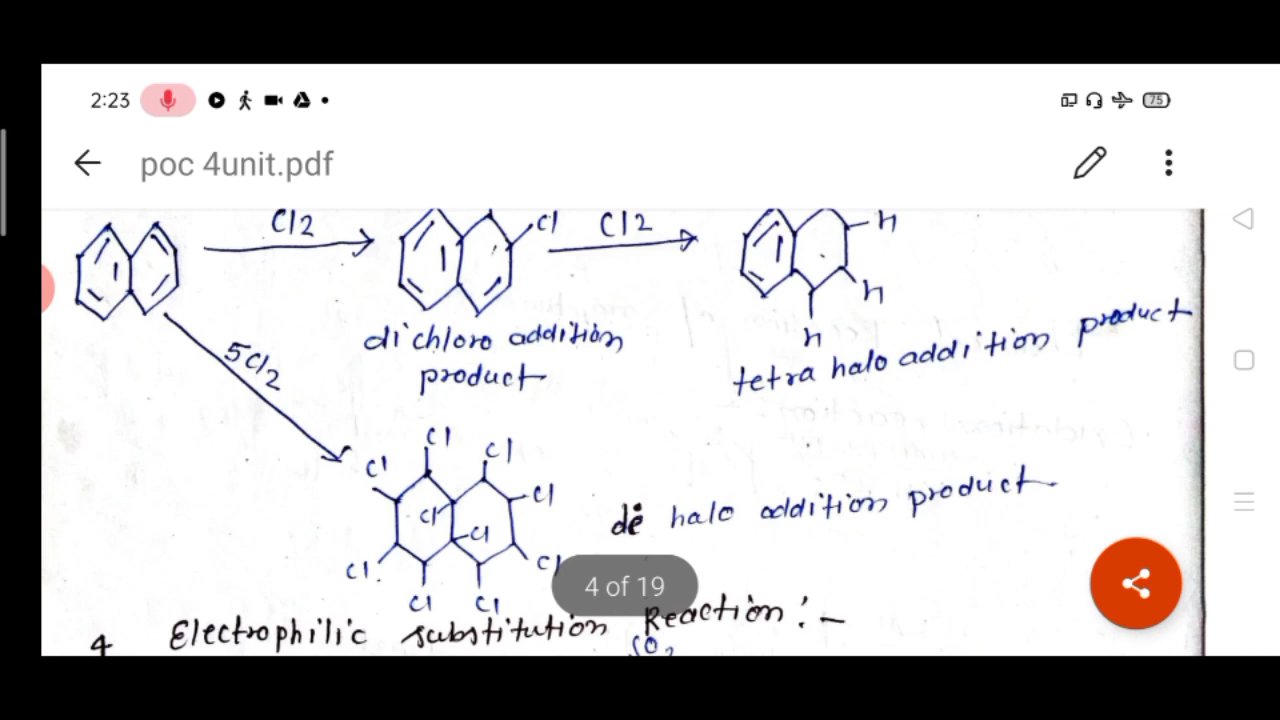 2:23
75
poc 4unit.pdf
Cl2
Cl
Cl2
H
H
H
dichloro addition
product
tetra halo addition product
5Cl2
Cl
Cl
Cl
Cl
Cl
Cl
Cl
Cl
Cl
Cl
de halo addition product
4 of 19
4 Electrophilic substitution Reaction :-